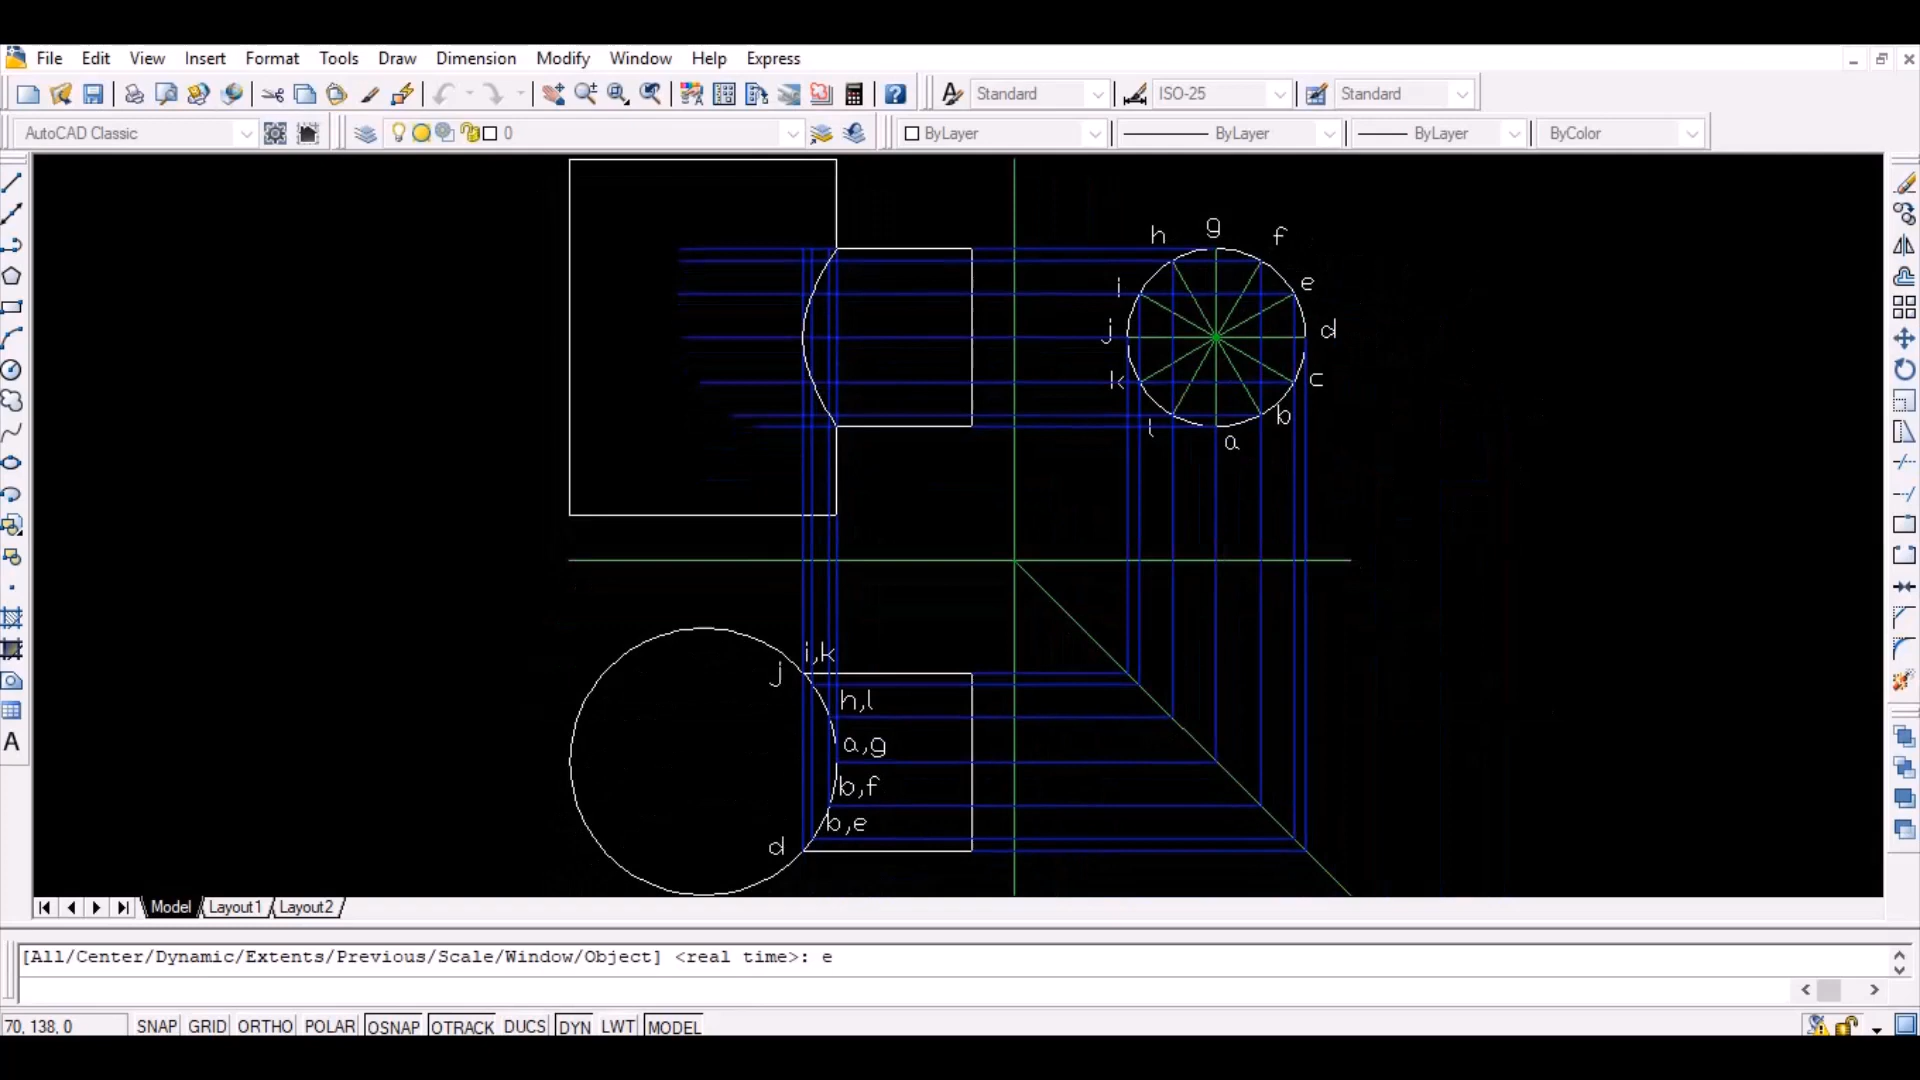 File Edit View Insert Format Tools Draw Dimension Modify Window Help Express
Standard ISO-25 Standard
AutoCAD Classic 0 ByLayer ByLayer ByLayer ByColor
g
h f
i e
j d
k c
l b
a
i,k
j
h,l
a,g
b,f
b,e
d
A
Model Layout1 Layout2
[All/Center/Dynamic/Extents/Previous/Scale/Window/Object] <real time>: e
70, 138, 0 SNAP GRID ORTHO POLAR OSNAP OTRACK DUCS DYN LWT MODEL